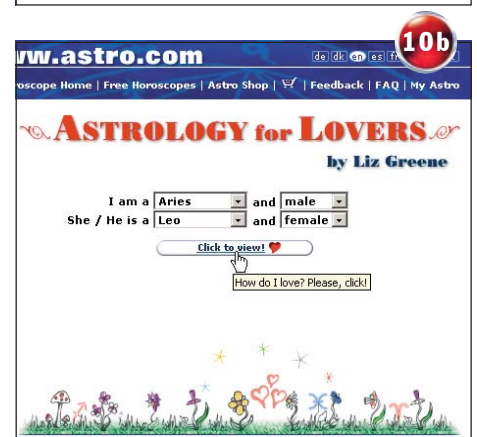 10b
ww.astro.com
de dk en es fr
oscope Home | Free Horoscopes | Astro Shop | | Feedback | FAQ | My Astro
ASTROLOGY for LOVERS
by Liz Greene
I am a Aries and male
She / He is a Leo and female
Click to view!
How do I love? Please, click!